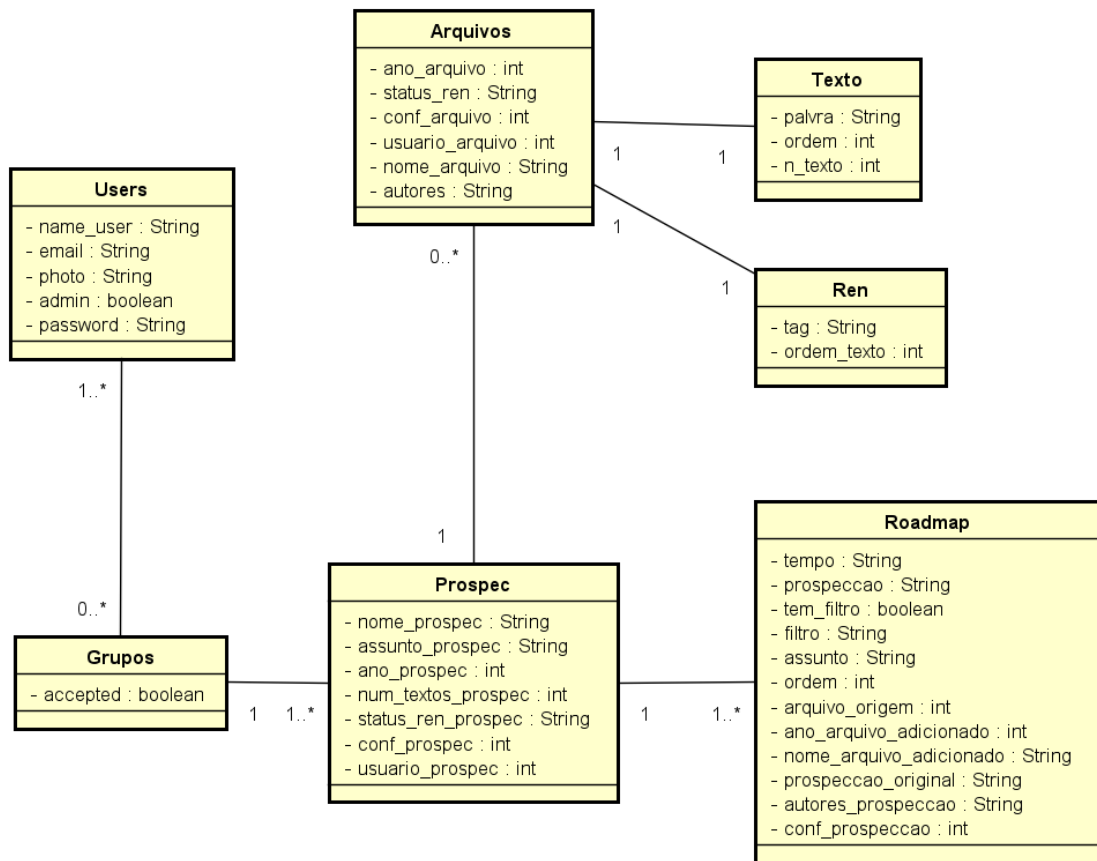 Arquivos
- ano_arquivo : int
- status_ren : String
- conf_arquivo : int
- usuario_arquivo : int
- nome_arquivo : String
- autores : String
Texto
- palvra : String
- ordem : int
- n_texto : int
1
1
Users
- name_user : String
- email : String
- photo : String
- admin : boolean
- password : String
1
1
Ren
- tag : String
- ordem_texto : int
0..*
1..*
1
0..*
Grupos
- accepted : boolean
1
1..*
Prospec
- nome_prospec : String
- assunto_prospec : String
- ano_prospec : int
- num_textos_prospec : int
- status_ren_prospec : String
- conf_prospec : int
- usuario_prospec : int
1
1..*
Roadmap
- tempo : String
- prospeccao : String
- tem_filtro : boolean
- filtro : String
- assunto : String
- ordem : int
- arquivo_origem : int
- ano_arquivo_adicionado : int
- nome_arquivo_adicionado : String
- prospeccao_original : String
- autores_prospeccao : String
- conf_prospeccao : int